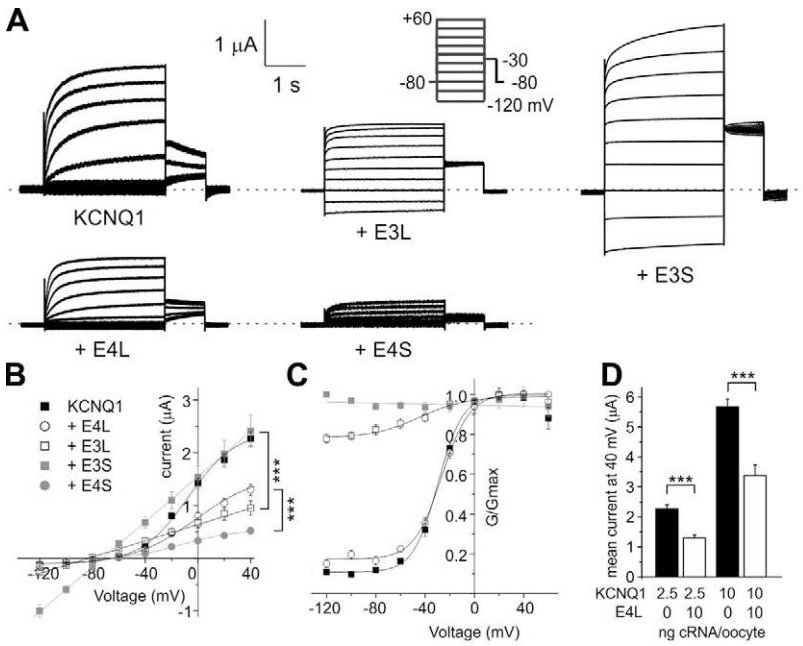 A
1 μA
1 s
+60
-30
-80
-80
-120 mV
KCNQ1
+ E3L
+ E3S
+ E4L
+ E4S
B
KCNQ1
+ E4L
+ E3L
+ E3S
+ E4S
current (μA)
3
2
1
-1
***
***
-120
-80
-40
0
40
Voltage (mV)
C
1.0
0.8
0.6
0.4
0.2
G/Gmax
-120
-80
-40
0
40
Voltage (mV)
D
mean current at 40 mV (μA)
6
5
4
3
2
1
0
***
***
KCNQ1 2.5 2.5 10 10
E4L 0 10 0 10
ng cRNA/oocyte